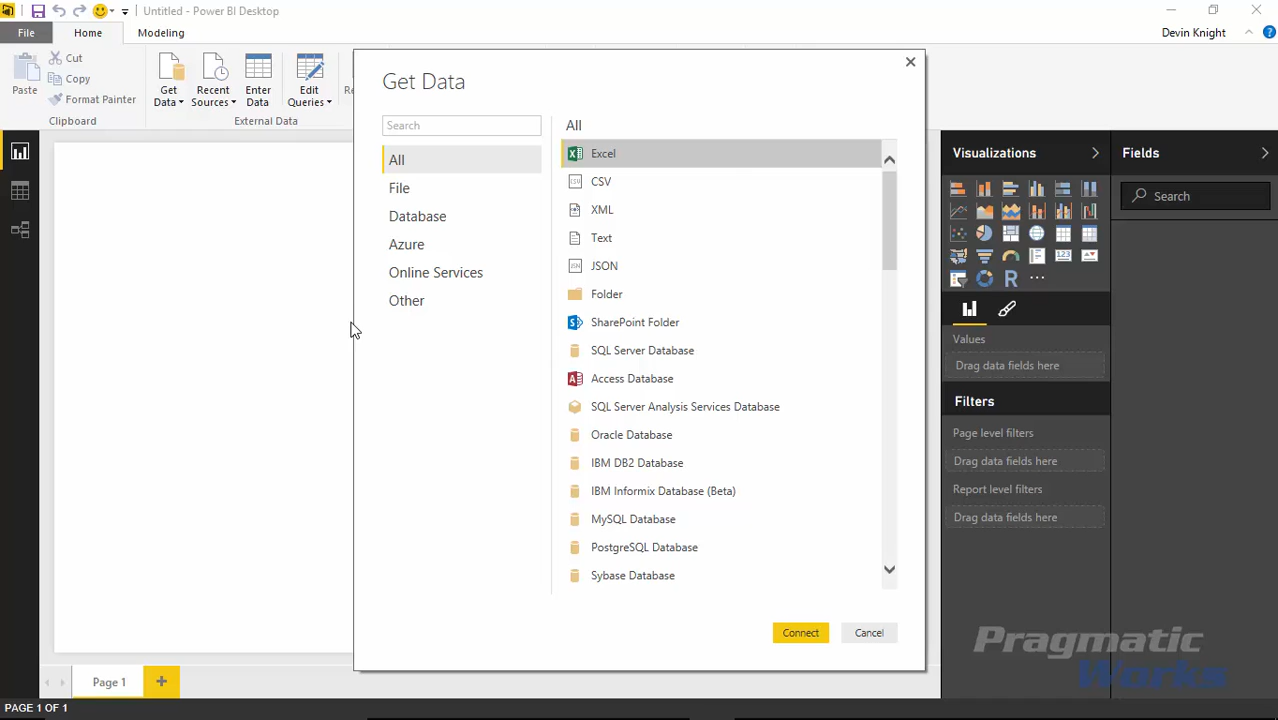 Untitled - Power BI Desktop
File
Home
Modeling
Devin Knight
Paste
Cut
Copy
Format Painter
Clipboard
Get Data
Recent Sources
Enter Data
External Data
Edit Queries
Get Data
Search
All
File
Database
Azure
Online Services
Other
All
Excel
CSV
XML
Text
JSON
Folder
SharePoint Folder
SQL Server Database
Access Database
SQL Server Analysis Services Database
Oracle Database
IBM DB2 Database
IBM Informix Database (Beta)
MySQL Database
PostgreSQL Database
Sybase Database
Connect
Cancel
Visualizations
Values
Drag data fields here
Filters
Page level filters
Drag data fields here
Report level filters
Drag data fields here
Fields
Search
Pragmatic
Works
Page 1
PAGE 1 OF 1